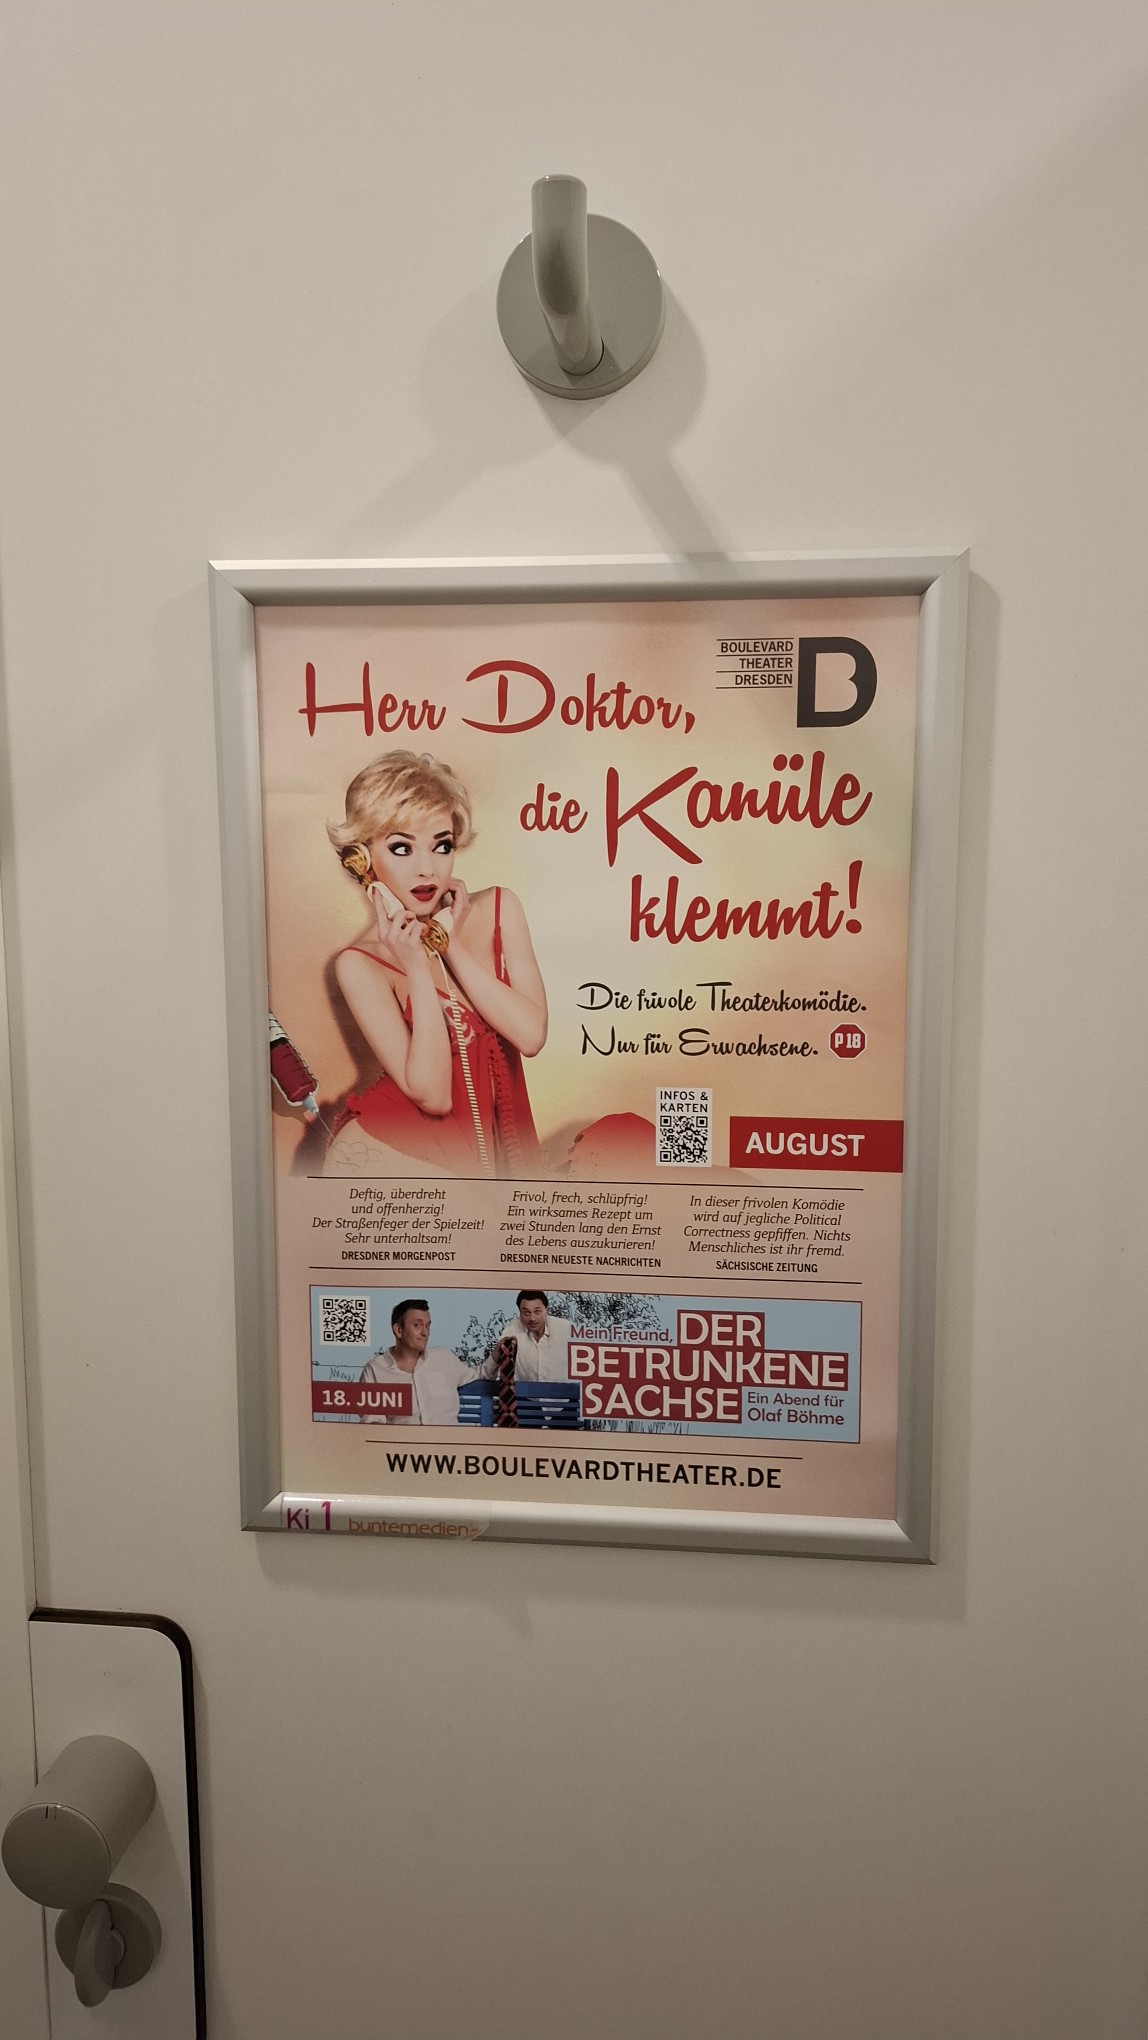 BOULEVARD
THEATER
DRESDEN
B
Herr Doktor,
die Kanüle
klemmt!
Die frivole Theaterkomödie.
Nur für Erwachsene. P18
INFOS &
KARTEN
AUGUST
Deftig, überdreht
und offenherzig!
Der Straßenfeger der Spielzeit!
Sehr unterhaltsam!
DRESDNER MORGENPOST
Frivol, frech, schlüpfrig!
Ein wirksames Rezept um
zwei Stunden lang den Ernst
des Lebens auszukurieren!
DRESDNER NEUESTE NACHRICHTEN
In dieser frivolen Komödie
wird auf jegliche Political
Correctness gepfiffen. Nichts
Menschliches ist ihr fremd.
SÄCHSISCHE ZEITUNG
18. JUNI
Mein Freund, DER
BETRUNKENE
SACHSE
Ein Abend für
Olaf Böhme
WWW.BOULEVARDTHEATER.DE
Ki 1 buntemedien